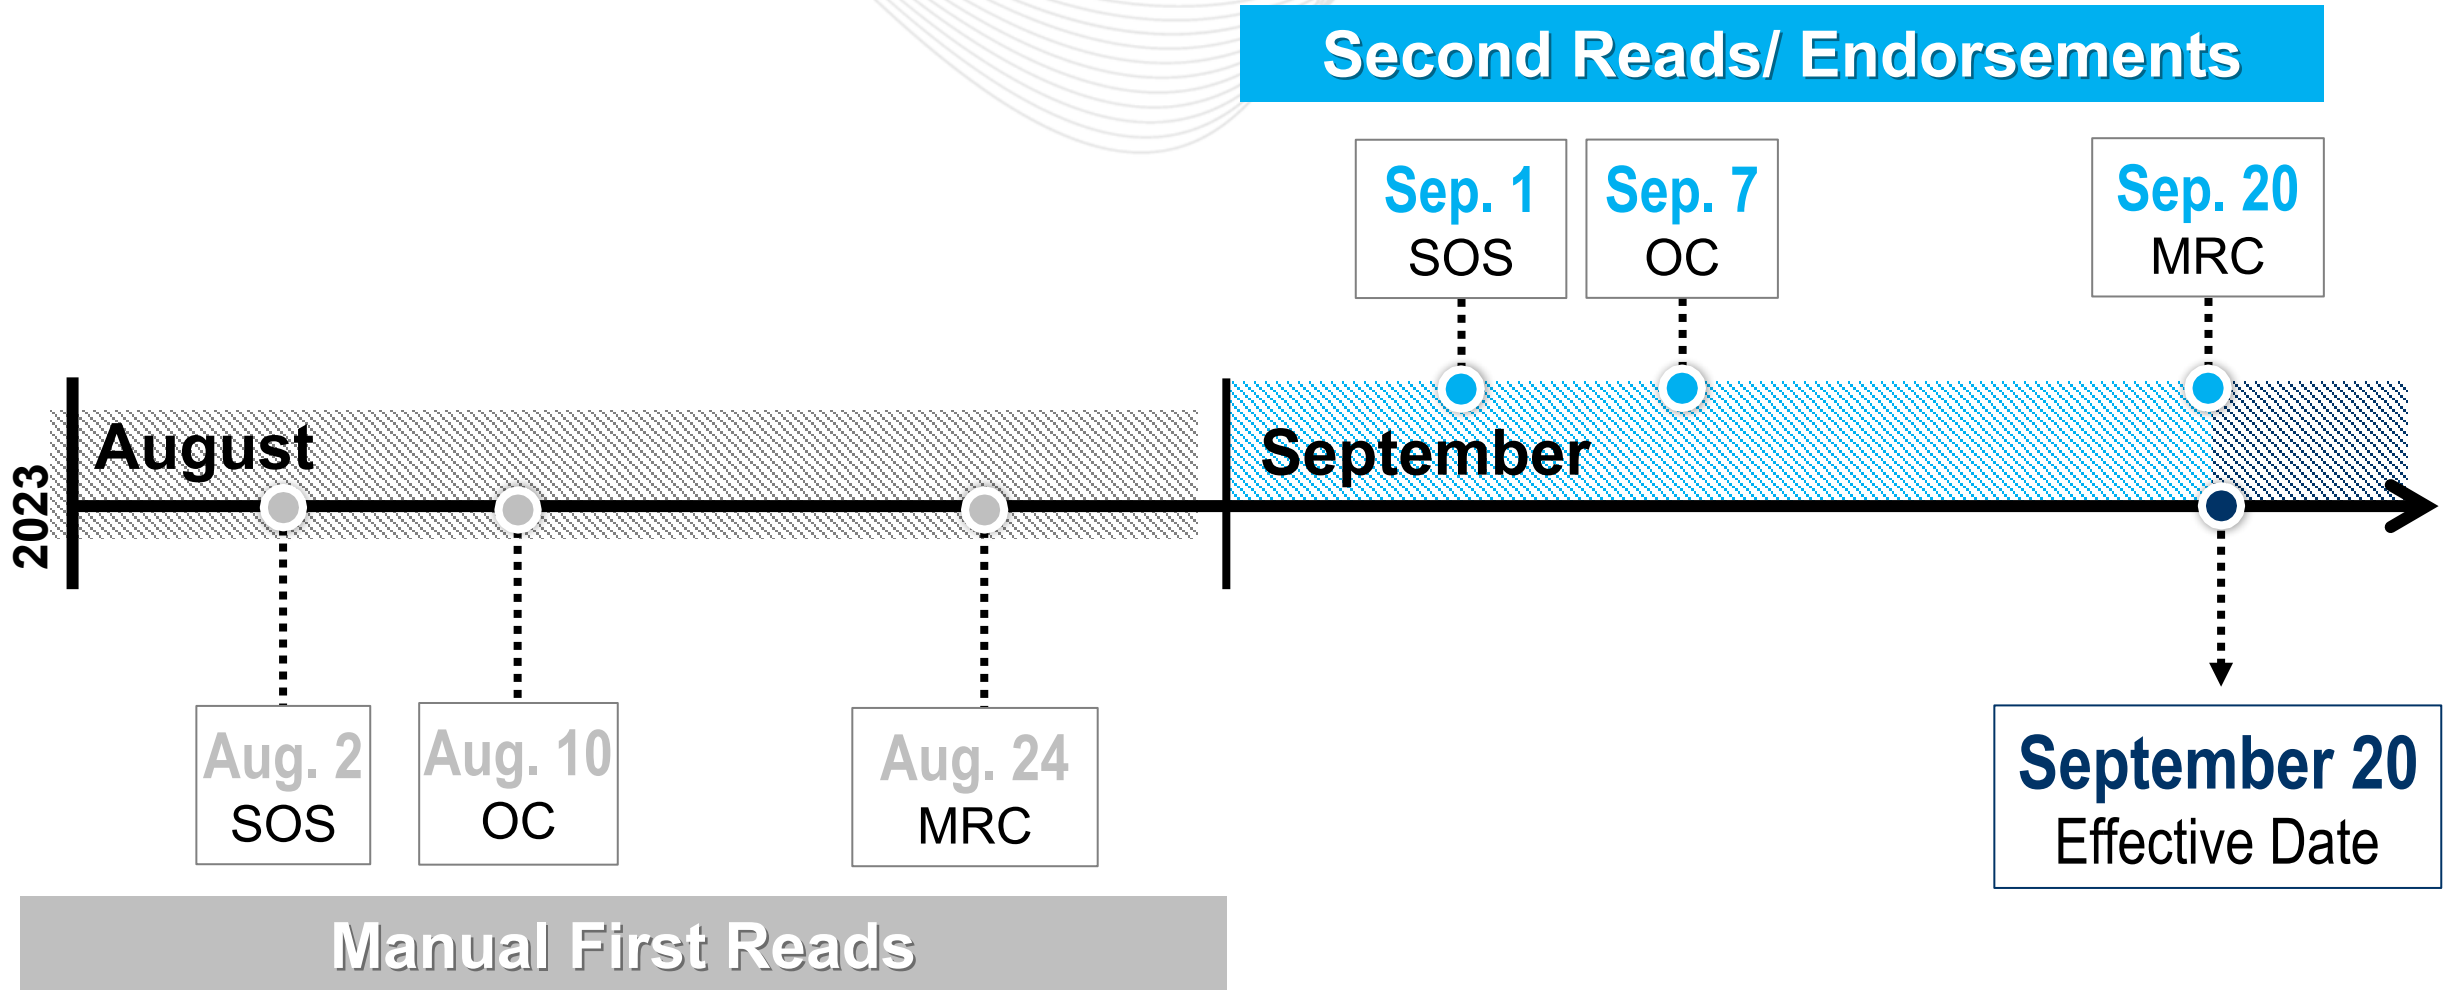 Second Reads/ Endorsements
Sep. 1
SOS
Sep. 7
OC
Sep. 20
MRC
2023
August
September
Aug. 2
SOS
Aug. 10
OC
Aug. 24
MRC
September 20
Effective Date
Manual First Reads